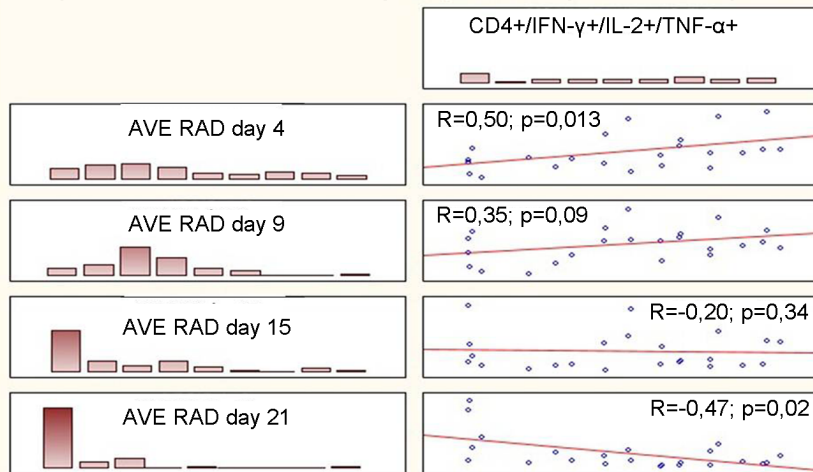 CD4+/IFN-γ+/IL-2+/TNF-α+
AVE RAD day 4
R=0,50; p=0,013
AVE RAD day 9
R=0,35; p=0,09
AVE RAD day 15
R=-0,20; p=0,34
AVE RAD day 21
R=-0,47; p=0,02